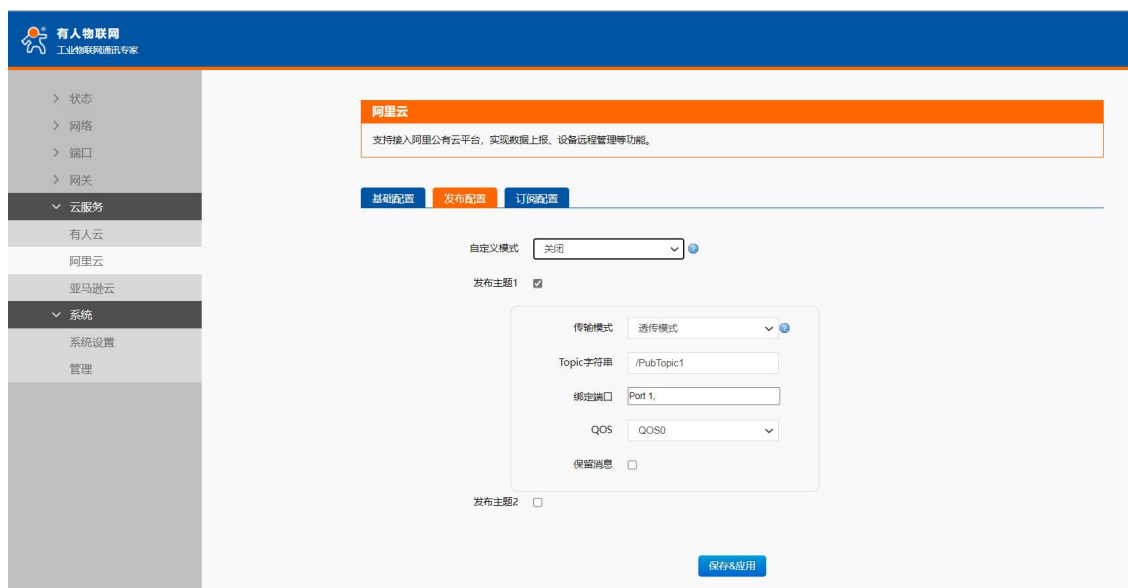 有人物联网
工业物联网通讯专家
状态
网络
端口
网关
云服务
有人云
阿里云
亚马逊云
系统
系统设置
管理
阿里云
支持接入阿里公有云平台，实现数据上报、设备远程管理等功能。
基础配置 发布配置 订阅配置
自定义模式 关闭
发布主题1
传输模式 透传模式
Topic字符串 /PubTopic1
绑定端口 Port 1,
QOS QOS0
保留消息
发布主题2
保存&应用